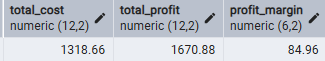 total_cost total_profit profit_margin
numeric (12,2) numeric (12,2) numeric (6,2)
1318.66 1670.88 84.96